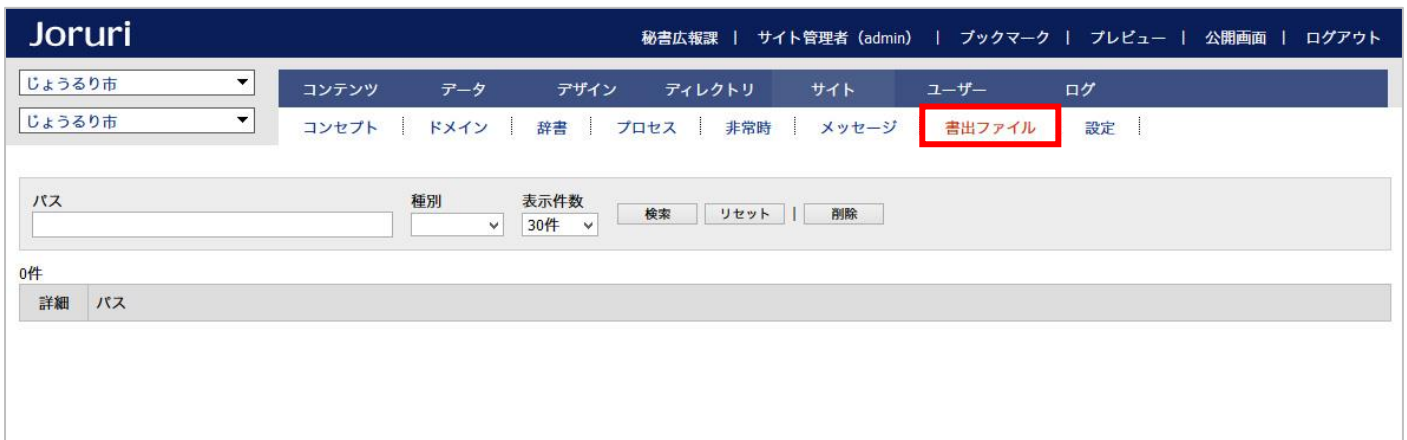 Joruri
秘書広報課 | サイト管理者（admin） | ブックマーク | プレビュー | 公開画面 | ログアウト
じょうるり市
コンテンツ データ デザイン ディレクトリ サイト ユーザー ログ
じょうるり市
コンセプト ドメイン 辞書 プロセス 非常時 メッセージ 書出ファイル 設定
パス 種別 表示件数
30件 検索 リセット | 削除
0件
詳細 パス